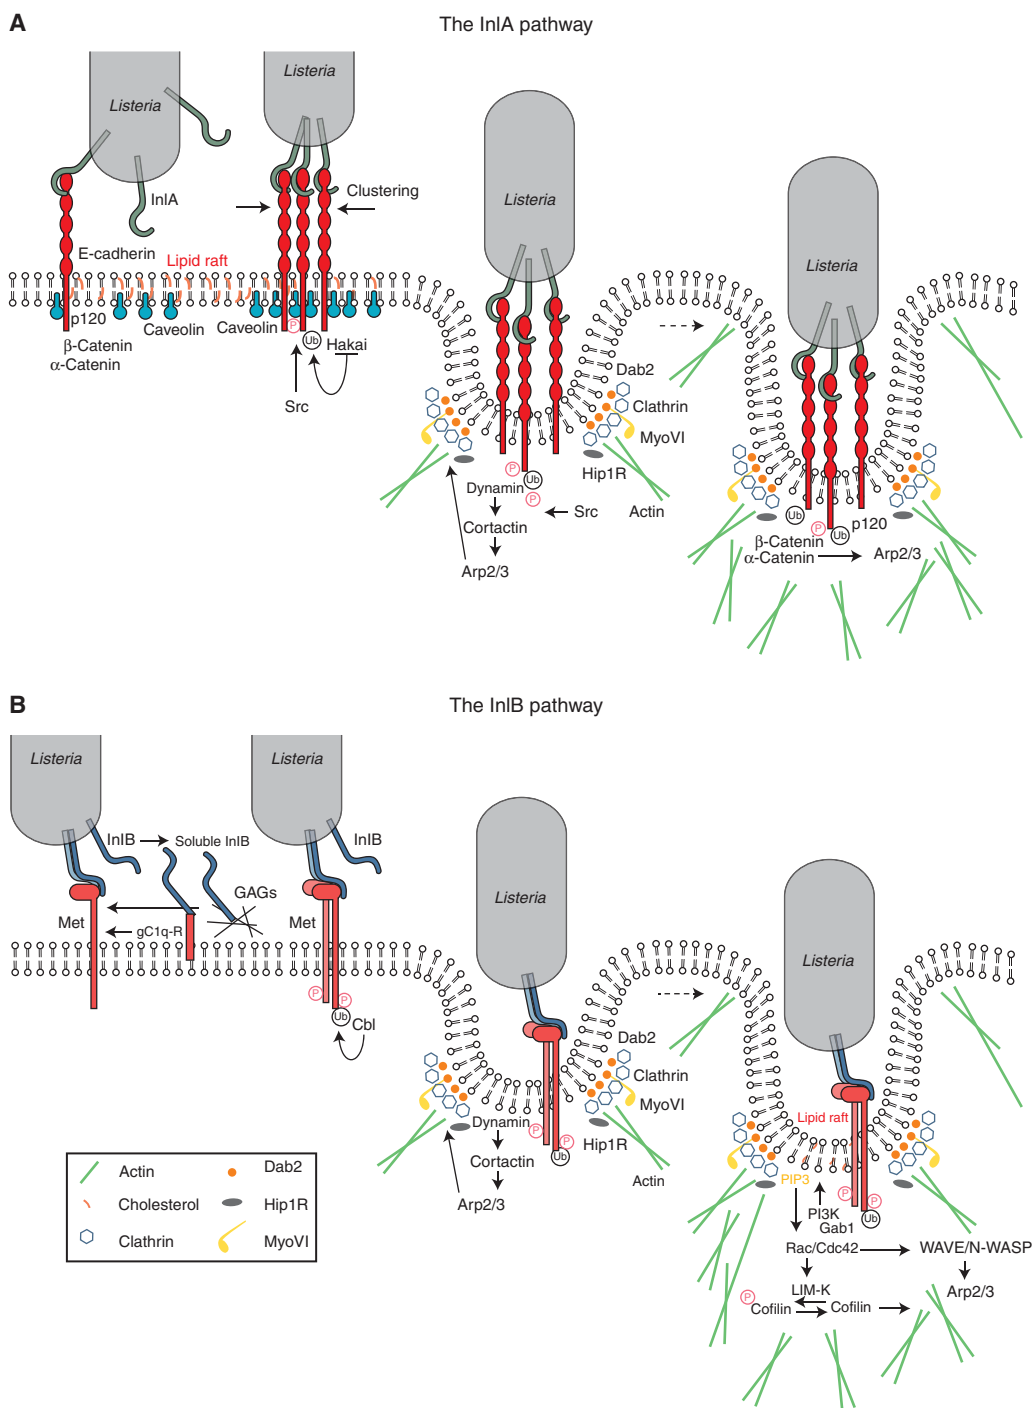 A
The InlA pathway
Listeria
Listeria
Listeria
Listeria
InlA
Clustering
E-cadherin
Lipid raft
p120
Caveolin
Caveolin
β-Catenin
α-Catenin
P
Ub
Hakai
Src
Dab2
Clathrin
MyoVI
Hip1R
P
Ub
Dynamin
P
Src
Actin
Cortactin
Arp2/3
Ub
P
Ub
p120
β-Catenin
α-Catenin
Arp2/3
B
The InlB pathway
Listeria
Listeria
Listeria
Listeria
InlB
Soluble InlB
InlB
GAGs
Met
gC1q-R
Met
P
P
Ub
Cbl
Dab2
Clathrin
MyoVI
Hip1R
Dynamin
P
P
Ub
Cortactin
Actin
Arp2/3
Lipid raft
PIP3
P
P
Ub
PI3K
Gab1
Rac/Cdc42
WAVE/N-WASP
LIM-K
Arp2/3
P
Cofilin
Cofilin
Actin
Dab2
Cholesterol
Hip1R
Clathrin
MyoVI